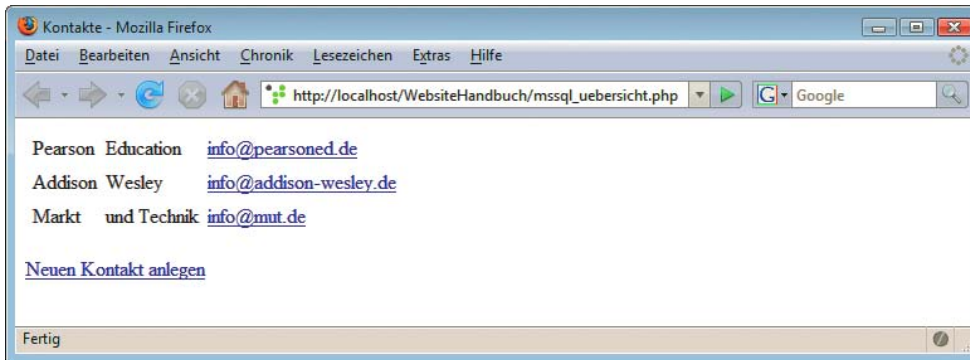 Kontakte - Mozilla Firefox
Datei Bearbeiten Ansicht Chronik Lesezeichen Extras Hilfe
http://localhost/WebsiteHandbuch/mssql_uebersicht.php G Google
Pearson Education info@pearsoned.de
Addison Wesley info@addison-wesley.de
Markt und Technik info@mut.de
Neuen Kontakt anlegen
Fertig